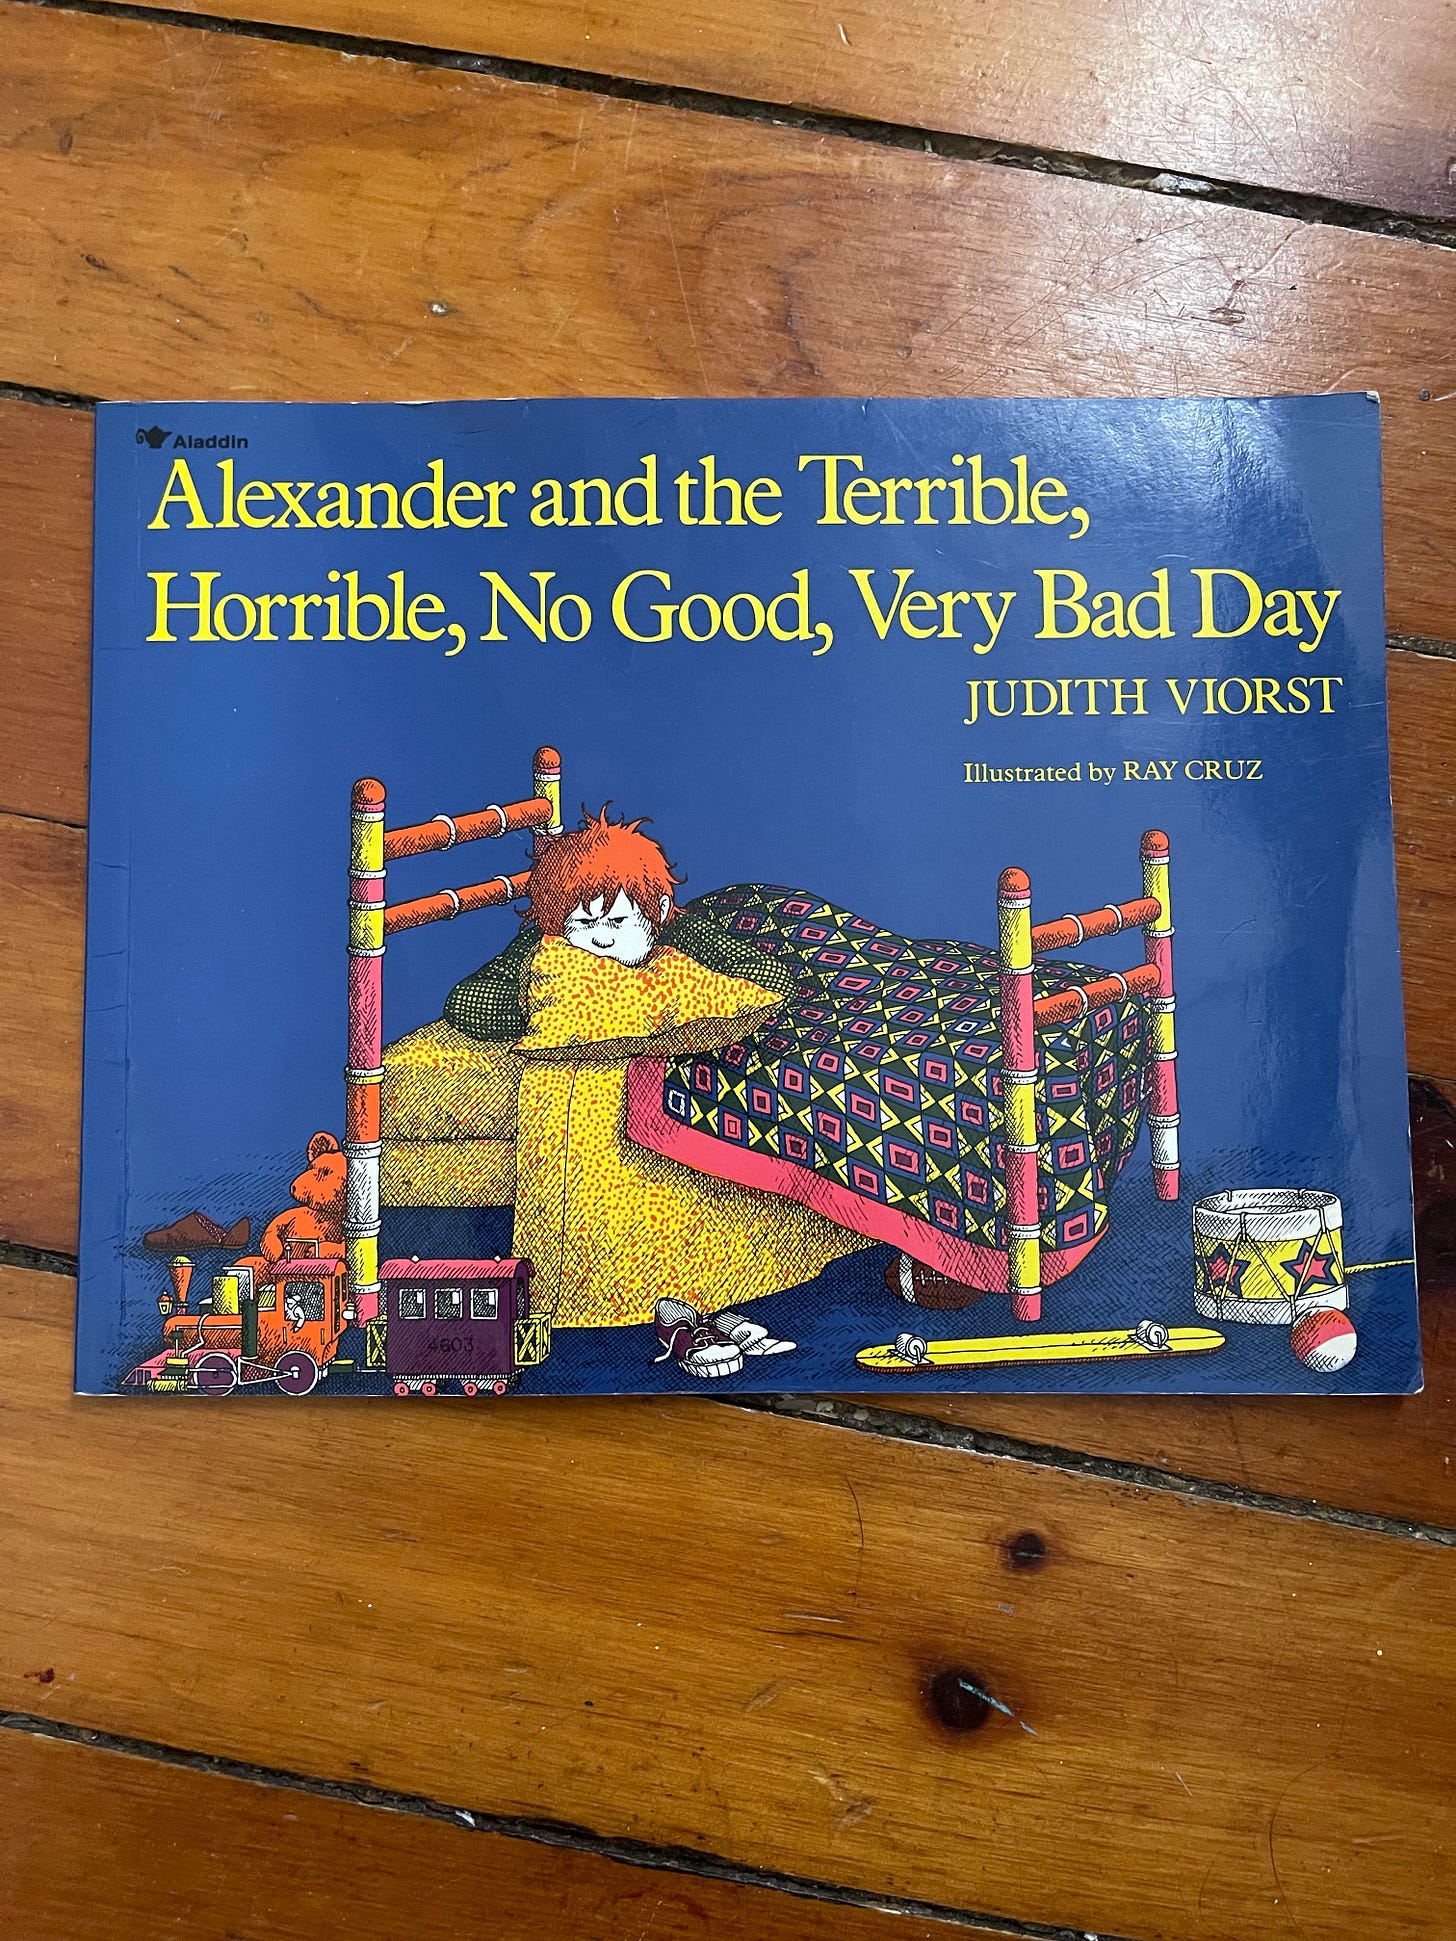 Aladdin
Alexander and the Terrible,
Horrible, No Good, Very Bad Day
JUDITH VIORST
Illustrated by RAY CRUZ
4603